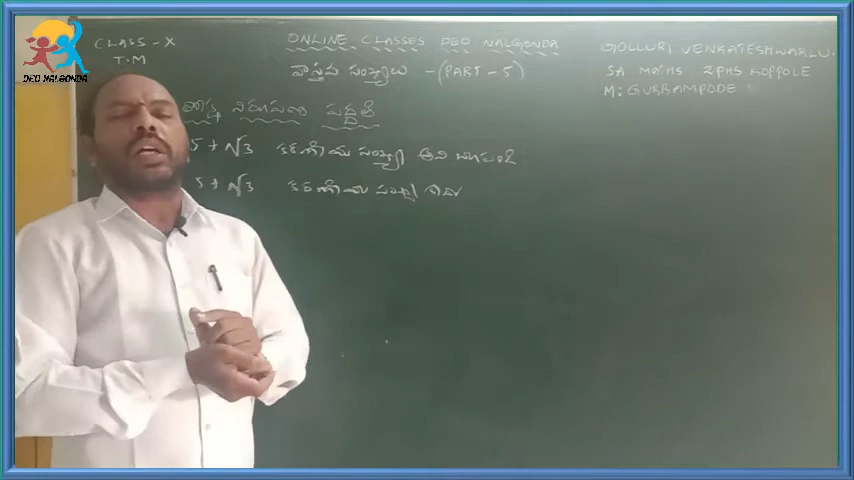 DEO NALGONDA
CLASS - X
T.M
ONLINE CLASSES DEO NALGONDA
వాస్తవ సంఖ్యలు - (PART - 5)
GOLLURI VENKATESHWARLU.
SA MATHS ZPHS KOPPOLE
M: GURRAMPODE
నిరూపణ పద్ధతి
5 + √3 కరణీయ సంఖ్య అని చూపండి
5 + √3 కరణీయ సంఖ్య కాదు